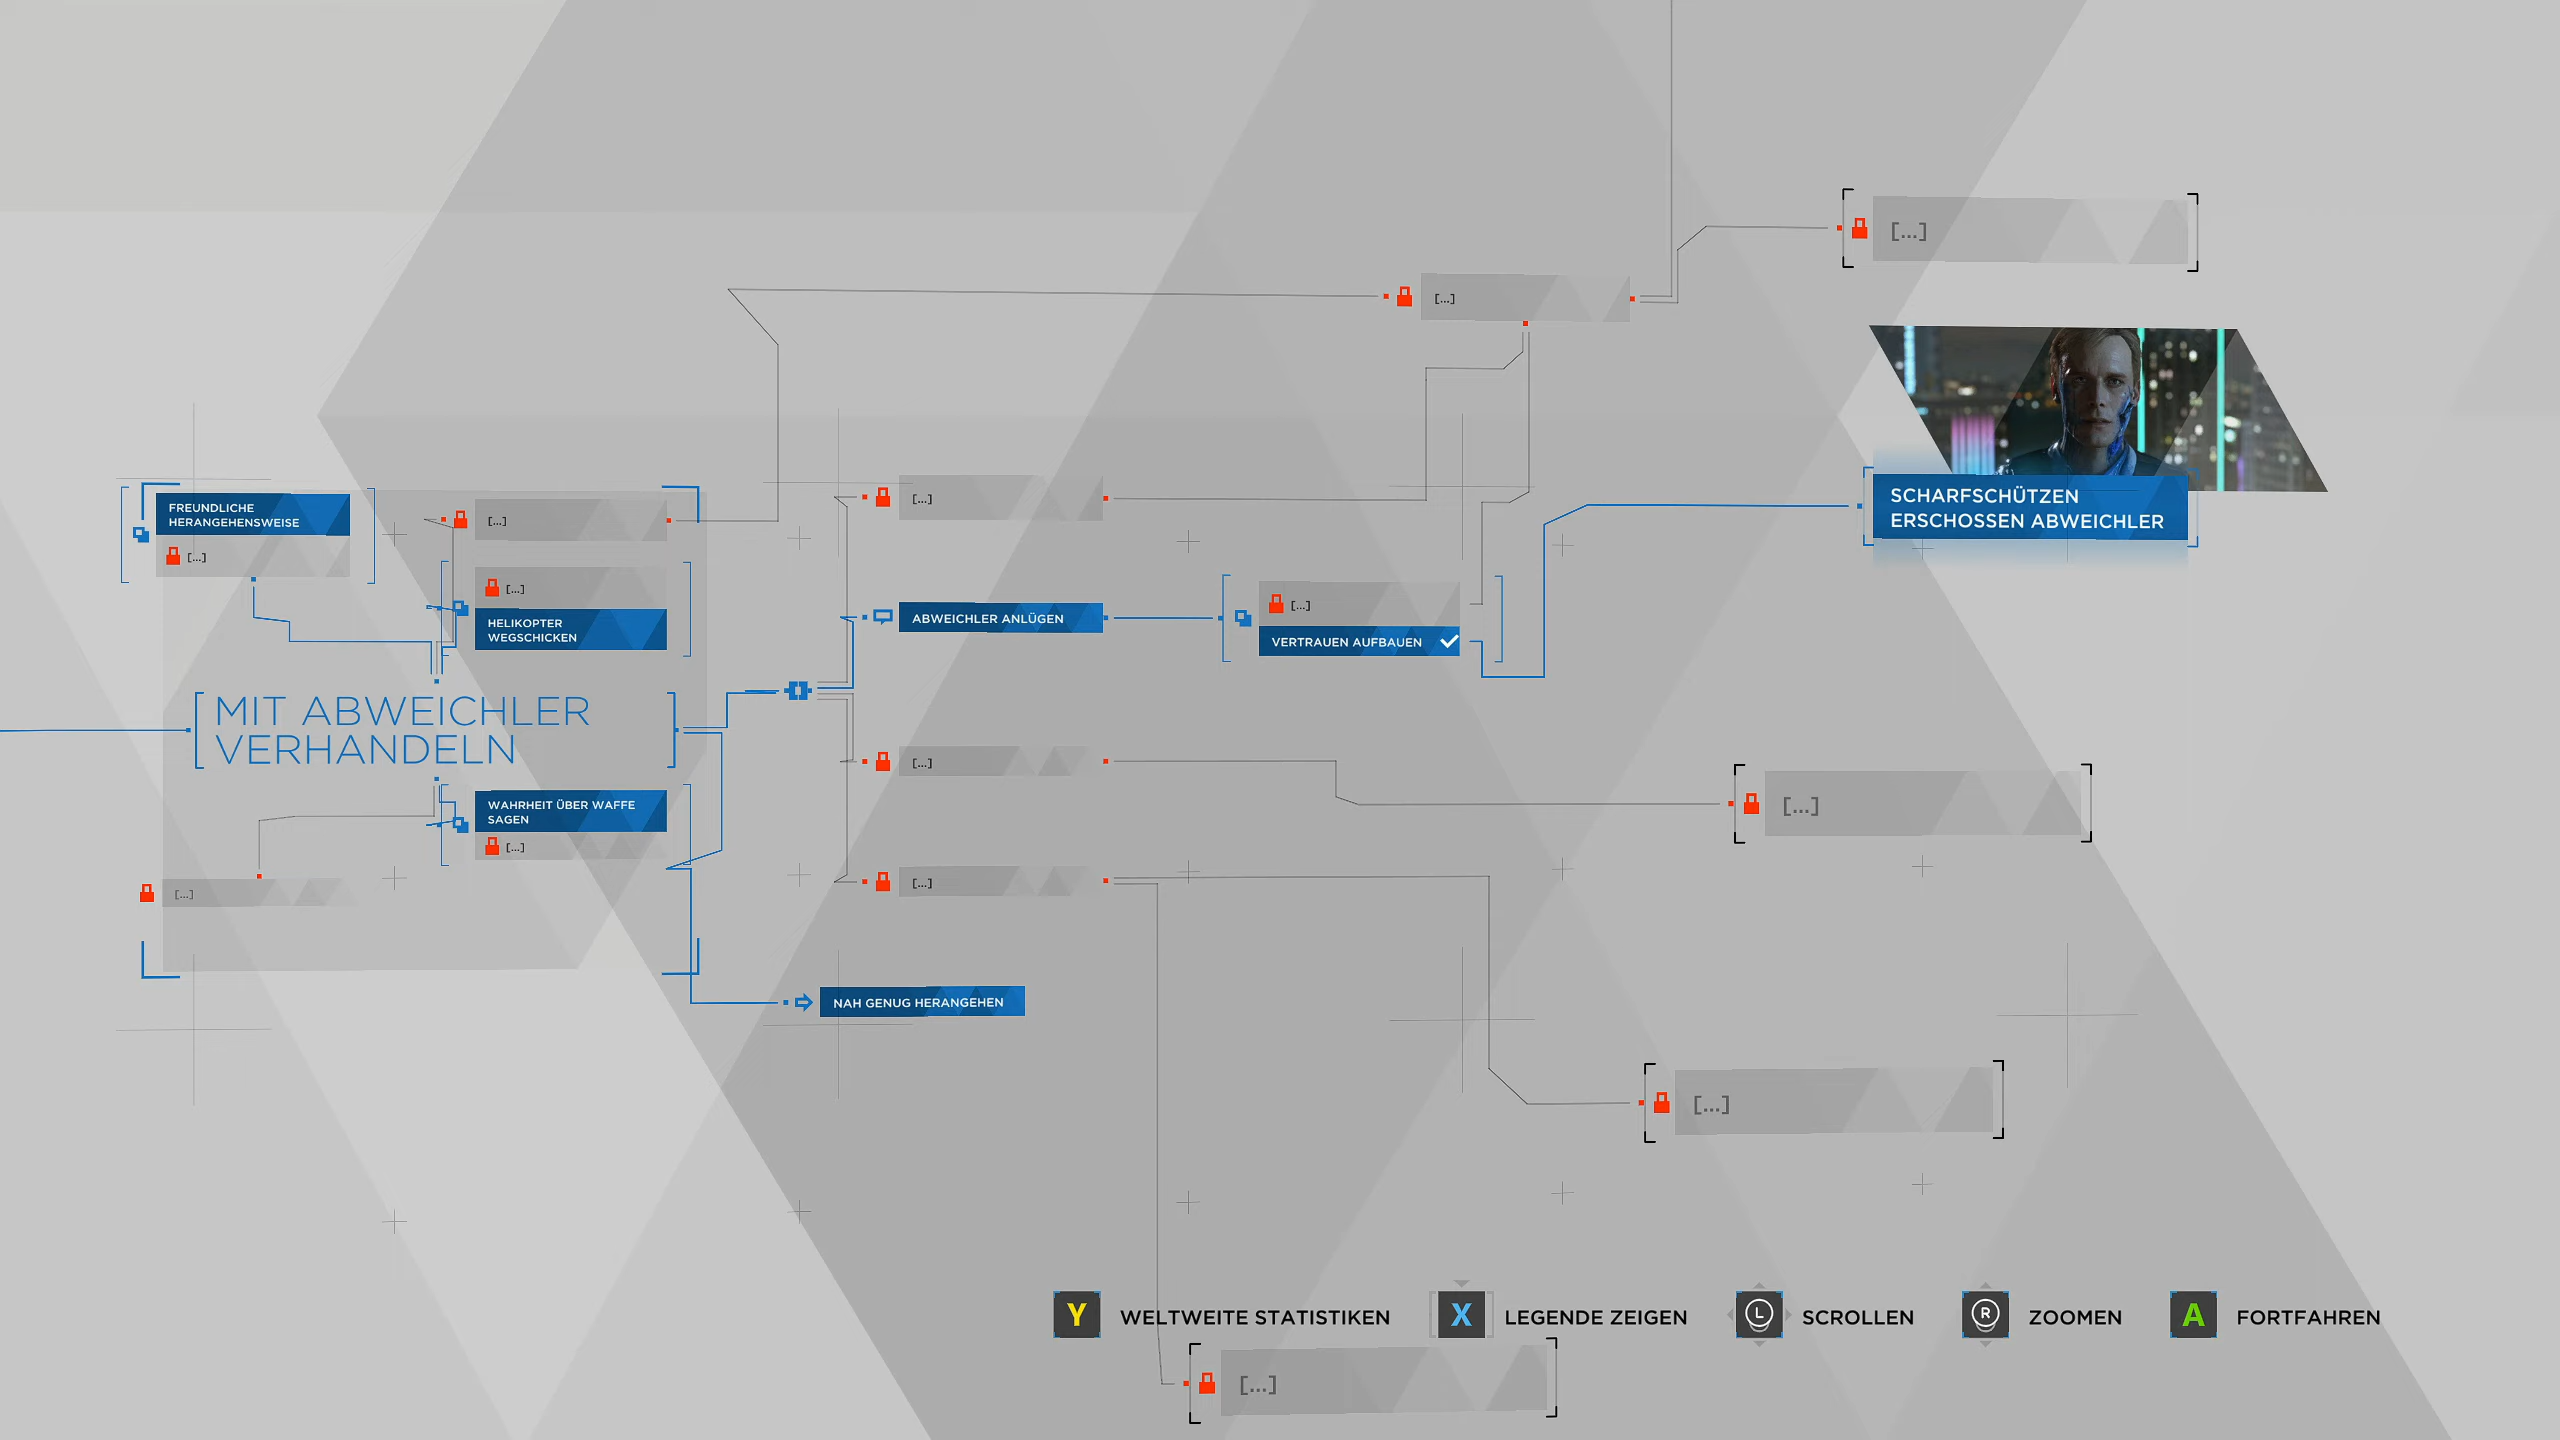 [...]
[...]
SCHARFSCHÜTZEN
ERSCHOSSEN ABWEICHLER
FREUNDLICHE
HERANGEHENSWEISE
[...]
[...]
[...]
HELIKOPTER
WEGSCHICKEN
[...]
ABWEICHLER ANLÜGEN
[...]
VERTRAUEN AUFBAUEN
MIT ABWEICHLER
VERHANDELN
WAHRHEIT ÜBER WAFFE
SAGEN
[...]
[...]
[...]
[...]
[...]
NAH GENUG HERANGEHEN
[...]
Y WELTWEITE STATISTIKEN
X LEGENDE ZEIGEN
L SCROLLEN
R ZOOMEN
A FORTFAHREN
[...]